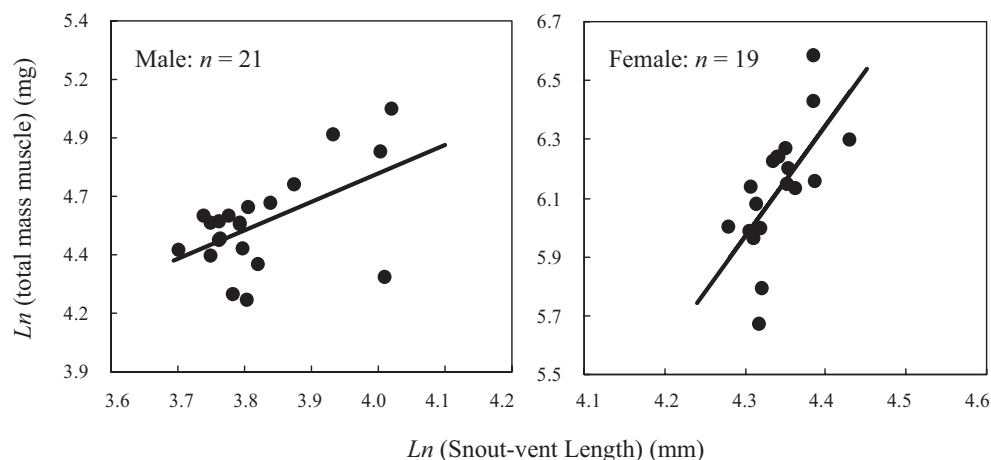 Ln (total mass muscle) (mg)
5.4
5.2
4.9
4.7
4.4
4.2
3.9
Male: n = 21
3.6 3.7 3.8 3.9 4.0 4.1 4.2
6.7
6.5
6.3
6.1
5.9
5.7
5.5
Female: n = 19
4.1 4.2 4.3 4.4 4.5 4.6
Ln (Snout-vent Length) (mm)